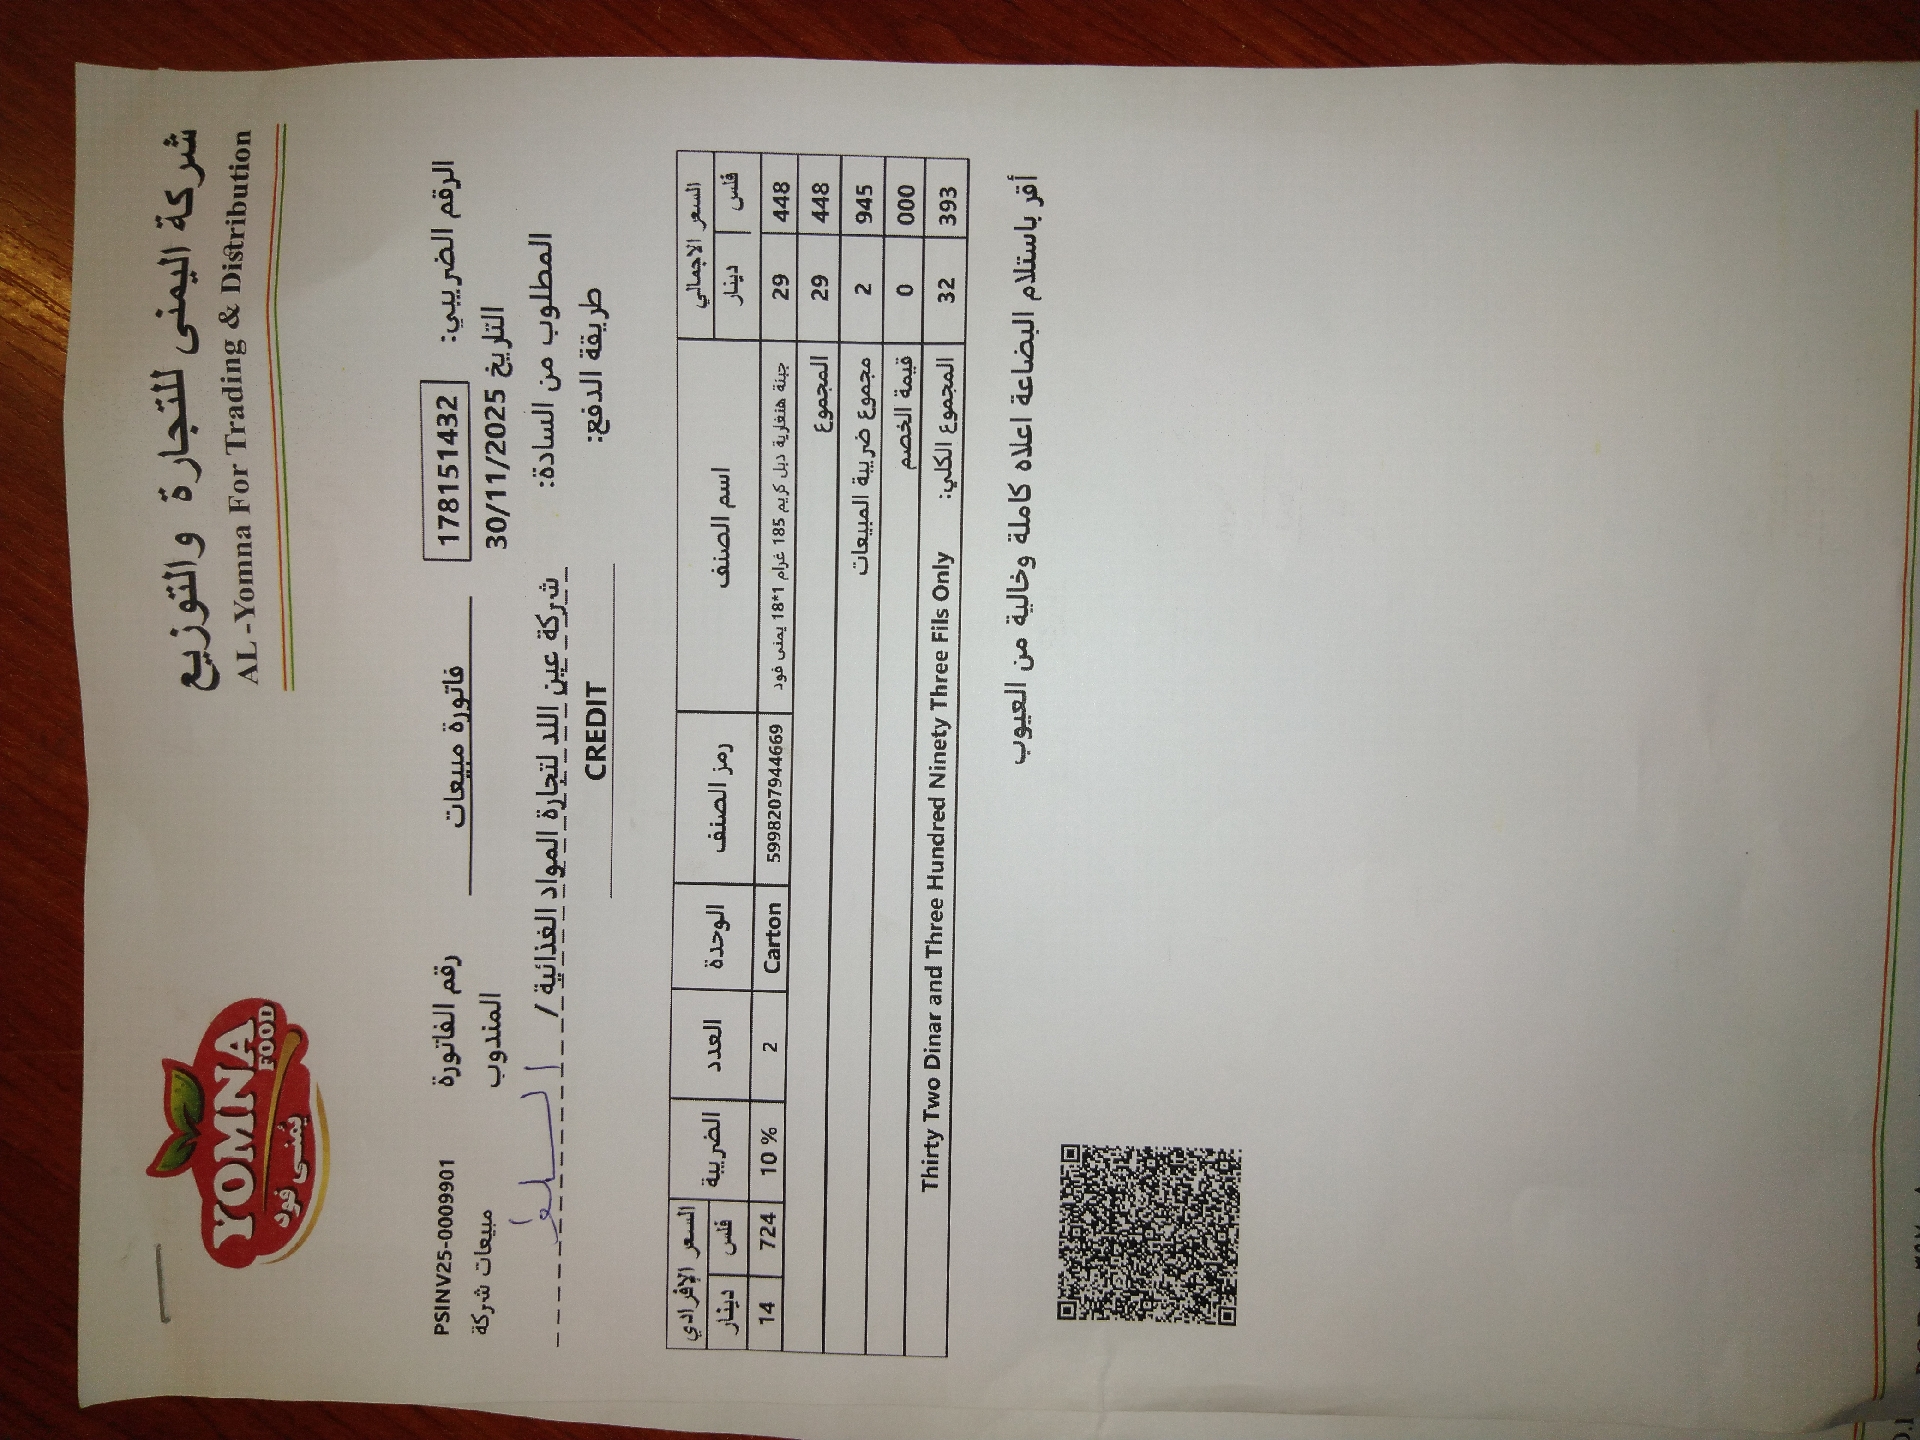 شركة اليمنى للتجارة والتوزيع
AL-Yomna For Trading & Distribution
YOMNA
FOOD
يمنى فود
الرقم الضريبي: 178151432 فاتورة مبيعات رقم الفاتورة PSINV25-0009901
التاريخ 30/11/2025 المندوب مبيعات شركة
المطلوب من السادة: شركة عين اللد لتجارة المواد الغذائية /
طريقة الدفع: CREDIT
السعر الاجمالي اسم الصنف رمز الصنف الوحدة العدد الضريبة السعر الإفرادي
فلس دينار فلس دينار
448 29 جبنة هنغارية دبل كريم 185 غرام 1*18 يمنى فود 5998207944669 Carton 2 10 % 724 14
448 29 المجموع
945 2 مجموع ضريبة المبيعات
000 0 قيمة الخصم
393 32 المجموع الكلي: Thirty Two Dinar and Three Hundred Ninety Three Fils Only
أقر باستلام البضاعة اعلاه كاملة وخالية من العيوب